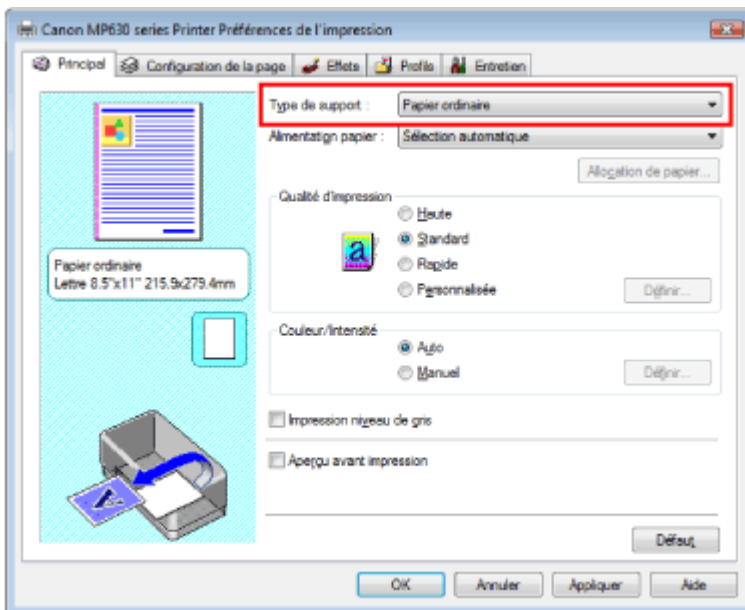 Canon MP630 series Printer Préférences de l'impression
Principal Configuration de la page Effets Profils Entretien
Type de support : Papier ordinaire
Alimentation papier : Sélection automatique
Allocation de papier...
Qualité d'impression
Haute
Standard
Rapide
Personnalisée Définir...
Papier ordinaire
Lettre 8.5"x11" 215.9x279.4mm
Couleur/Intensité
Auto
Manuel Définir...
Impression niveau de gris
Aperçu avant impression
Défaut
OK Annuler Appliquer Aide